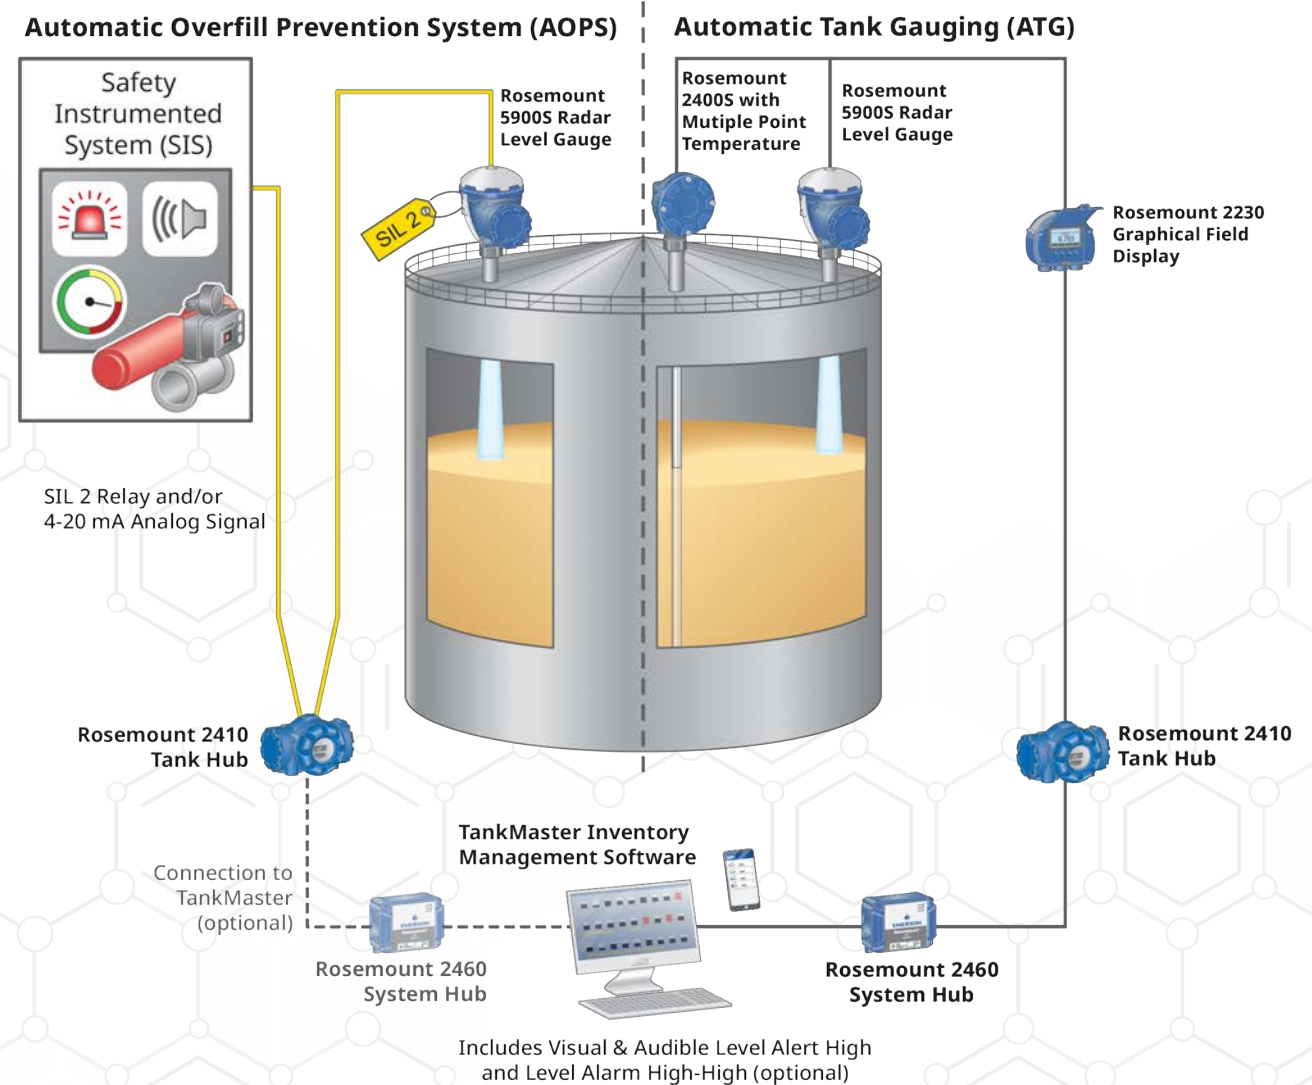 Automatic Overfill Prevention System (AOPS)
Automatic Tank Gauging (ATG)
Safety
Instrumented
System (SIS)
Rosemount
5900S Radar
Level Gauge
Rosemount
2400S with
Mutiple Point
Temperature
Rosemount
5900S Radar
Level Gauge
SIL 2
Rosemount 2230
Graphical Field
Display
SIL 2 Relay and/or
4-20 mA Analog Signal
Rosemount 2410
Tank Hub
Rosemount 2410
Tank Hub
TankMaster Inventory
Management Software
Connection to
TankMaster
(optional)
EMERSON
EMERSON
Rosemount 2460
System Hub
Rosemount 2460
System Hub
Includes Visual & Audible Level Alert High
and Level Alarm High-High (optional)